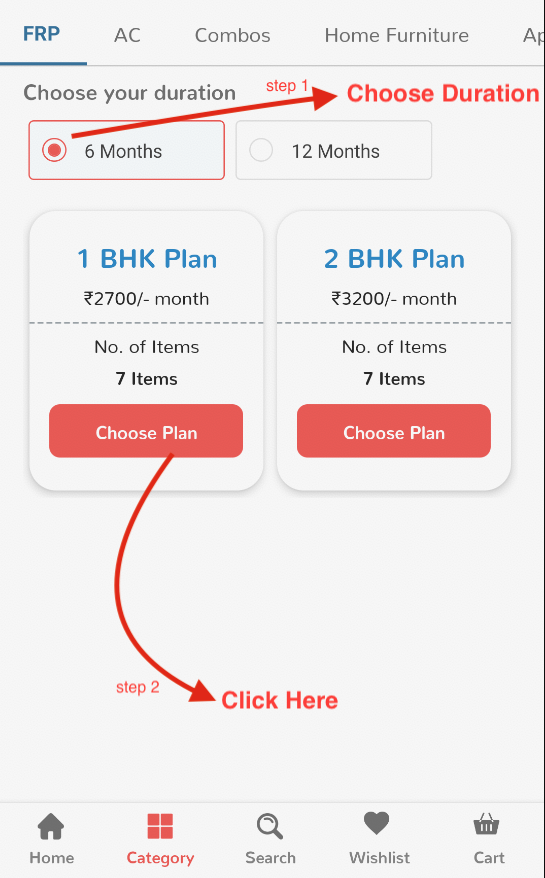 FRP AC Combos Home Furniture Ap
Choose your duration
step 1
Choose Duration
6 Months
12 Months
1 BHK Plan
₹2700/- month
No. of Items
7 Items
Choose Plan
2 BHK Plan
₹3200/- month
No. of Items
7 Items
Choose Plan
step 2
Click Here
Home Category Search Wishlist Cart